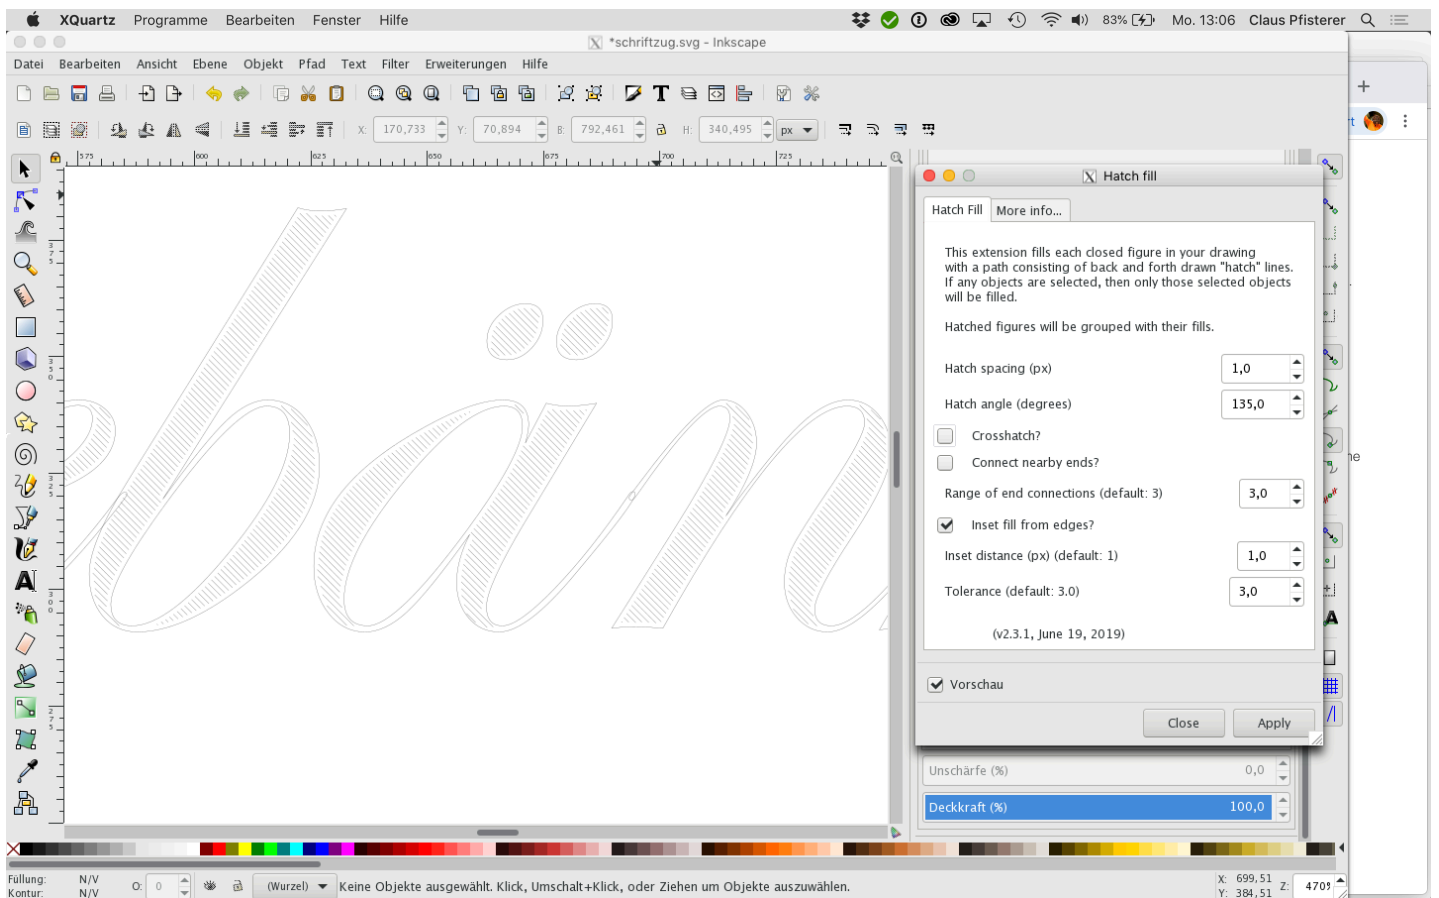 XQuartz Programme Bearbeiten Fenster Hilfe 83% Mo. 13:06 Claus Pfisterer
*schriftzug.svg - Inkscape
Datei Bearbeiten Ansicht Ebene Objekt Pfad Text Filter Erweiterungen Hilfe
X: 170,733 Y: 70,894 B: 792,461 H: 340,495 px
575 600 625 650 675 700 725
Hatch fill
Hatch Fill More info...
This extension fills each closed figure in your drawing
with a path consisting of back and forth drawn "hatch" lines.
If any objects are selected, then only those selected objects
will be filled.
Hatched figures will be grouped with their fills.
Hatch spacing (px) 1,0
Hatch angle (degrees) 135,0
Crosshatch?
Connect nearby ends?
Range of end connections (default: 3) 3,0
Inset fill from edges?
Inset distance (px) (default: 1) 1,0
Tolerance (default: 3.0) 3,0
(v2.3.1, June 19, 2019)
Vorschau
Close Apply
ebän
Unschärfe (%) 0,0
Deckkraft (%) 100,0
Füllung: N/V
Kontur: N/V
O: 0 (Wurzel) Keine Objekte ausgewählt. Klick, Umschalt+Klick, oder Ziehen um Objekte auszuwählen.
X: 699,51
Y: 384,51
Z: